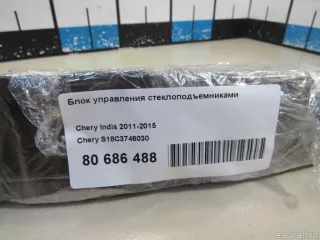 Блок управления стеклоподъемниками
Chery Indis 2011-2015
Chery S18C3746030
80 686 488